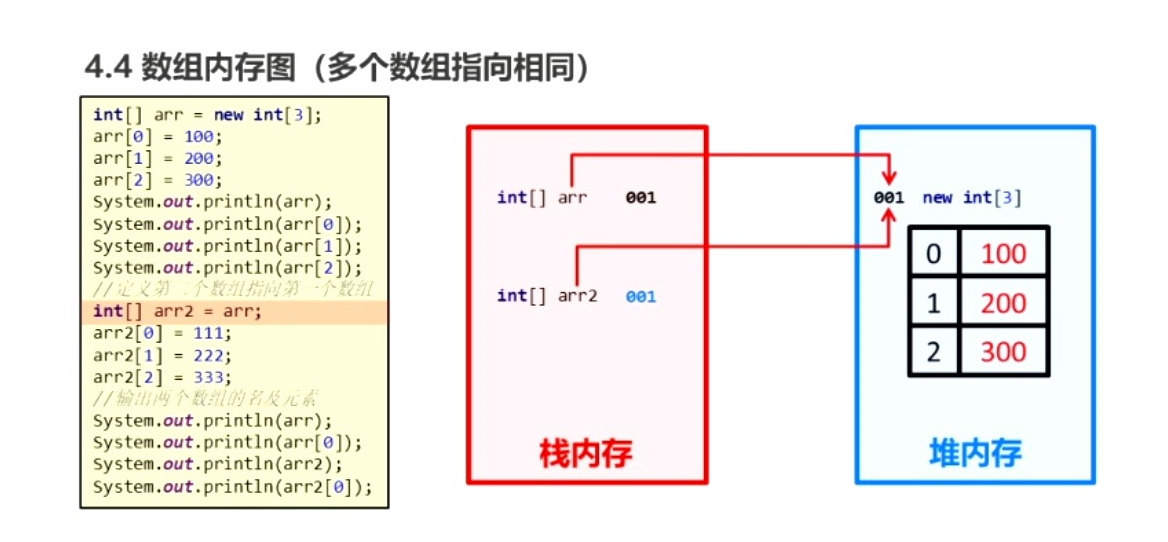 4.4 数组内存图（多个数组指向相同）
int[] arr = new int[3];
arr[0] = 100;
arr[1] = 200;
arr[2] = 300;
System.out.println(arr);
System.out.println(arr[0]);
System.out.println(arr[1]);
System.out.println(arr[2]);
//定义第二个数组指向第一个数组
int[] arr2 = arr;
arr2[0] = 111;
arr2[1] = 222;
arr2[2] = 333;
//输出两个数组的名及元素
System.out.println(arr);
System.out.println(arr[0]);
System.out.println(arr2);
System.out.println(arr2[0]);
int[] arr 001
int[] arr2 001
栈内存
001 new int[3]
0 100
1 200
2 300
堆内存